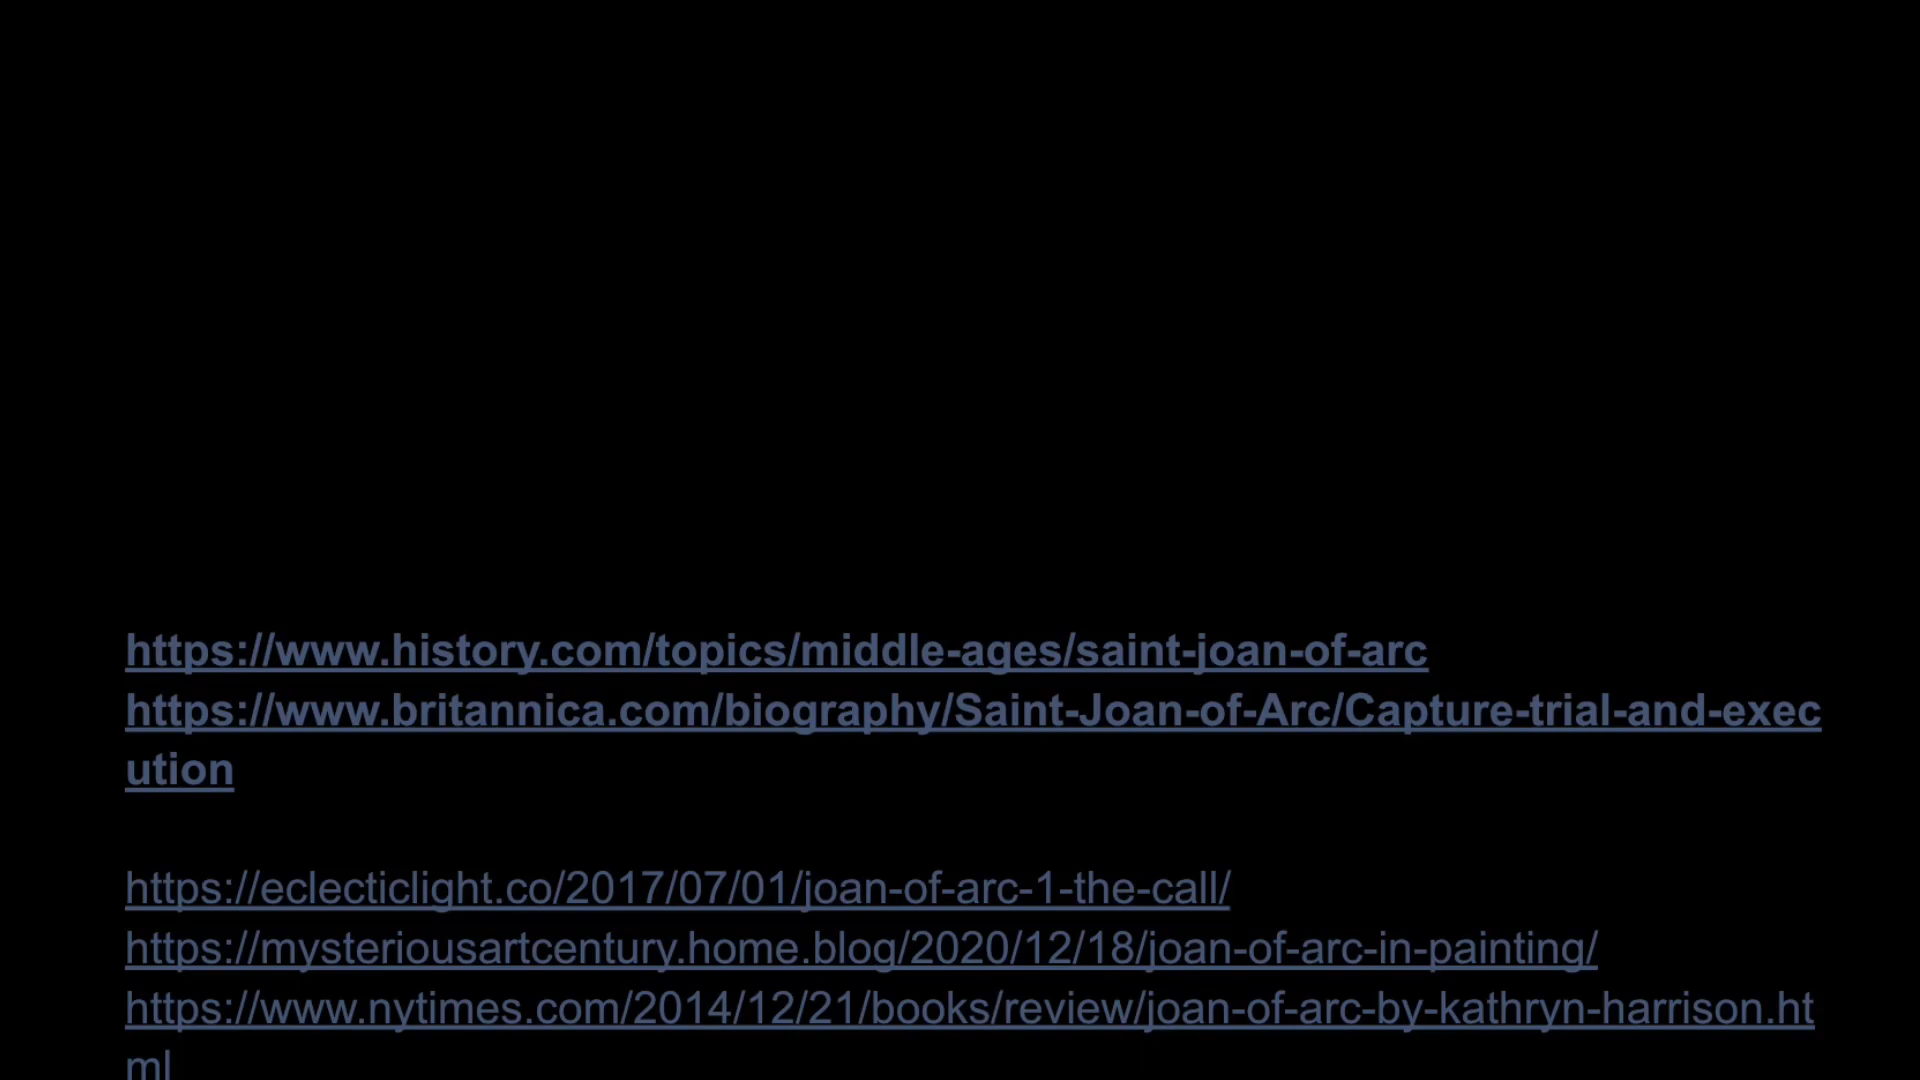 https://www.history.com/topics/middle-ages/saint-joan-of-arc
https://www.britannica.com/biography/Saint-Joan-of-Arc/Capture-trial-and-exec
ution
https://eclecticlight.co/2017/07/01/joan-of-arc-1-the-call/
https://mysteriousartcentury.home.blog/2020/12/18/joan-of-arc-in-painting/
https://www.nytimes.com/2014/12/21/books/review/joan-of-arc-by-kathryn-harrison.ht
ml